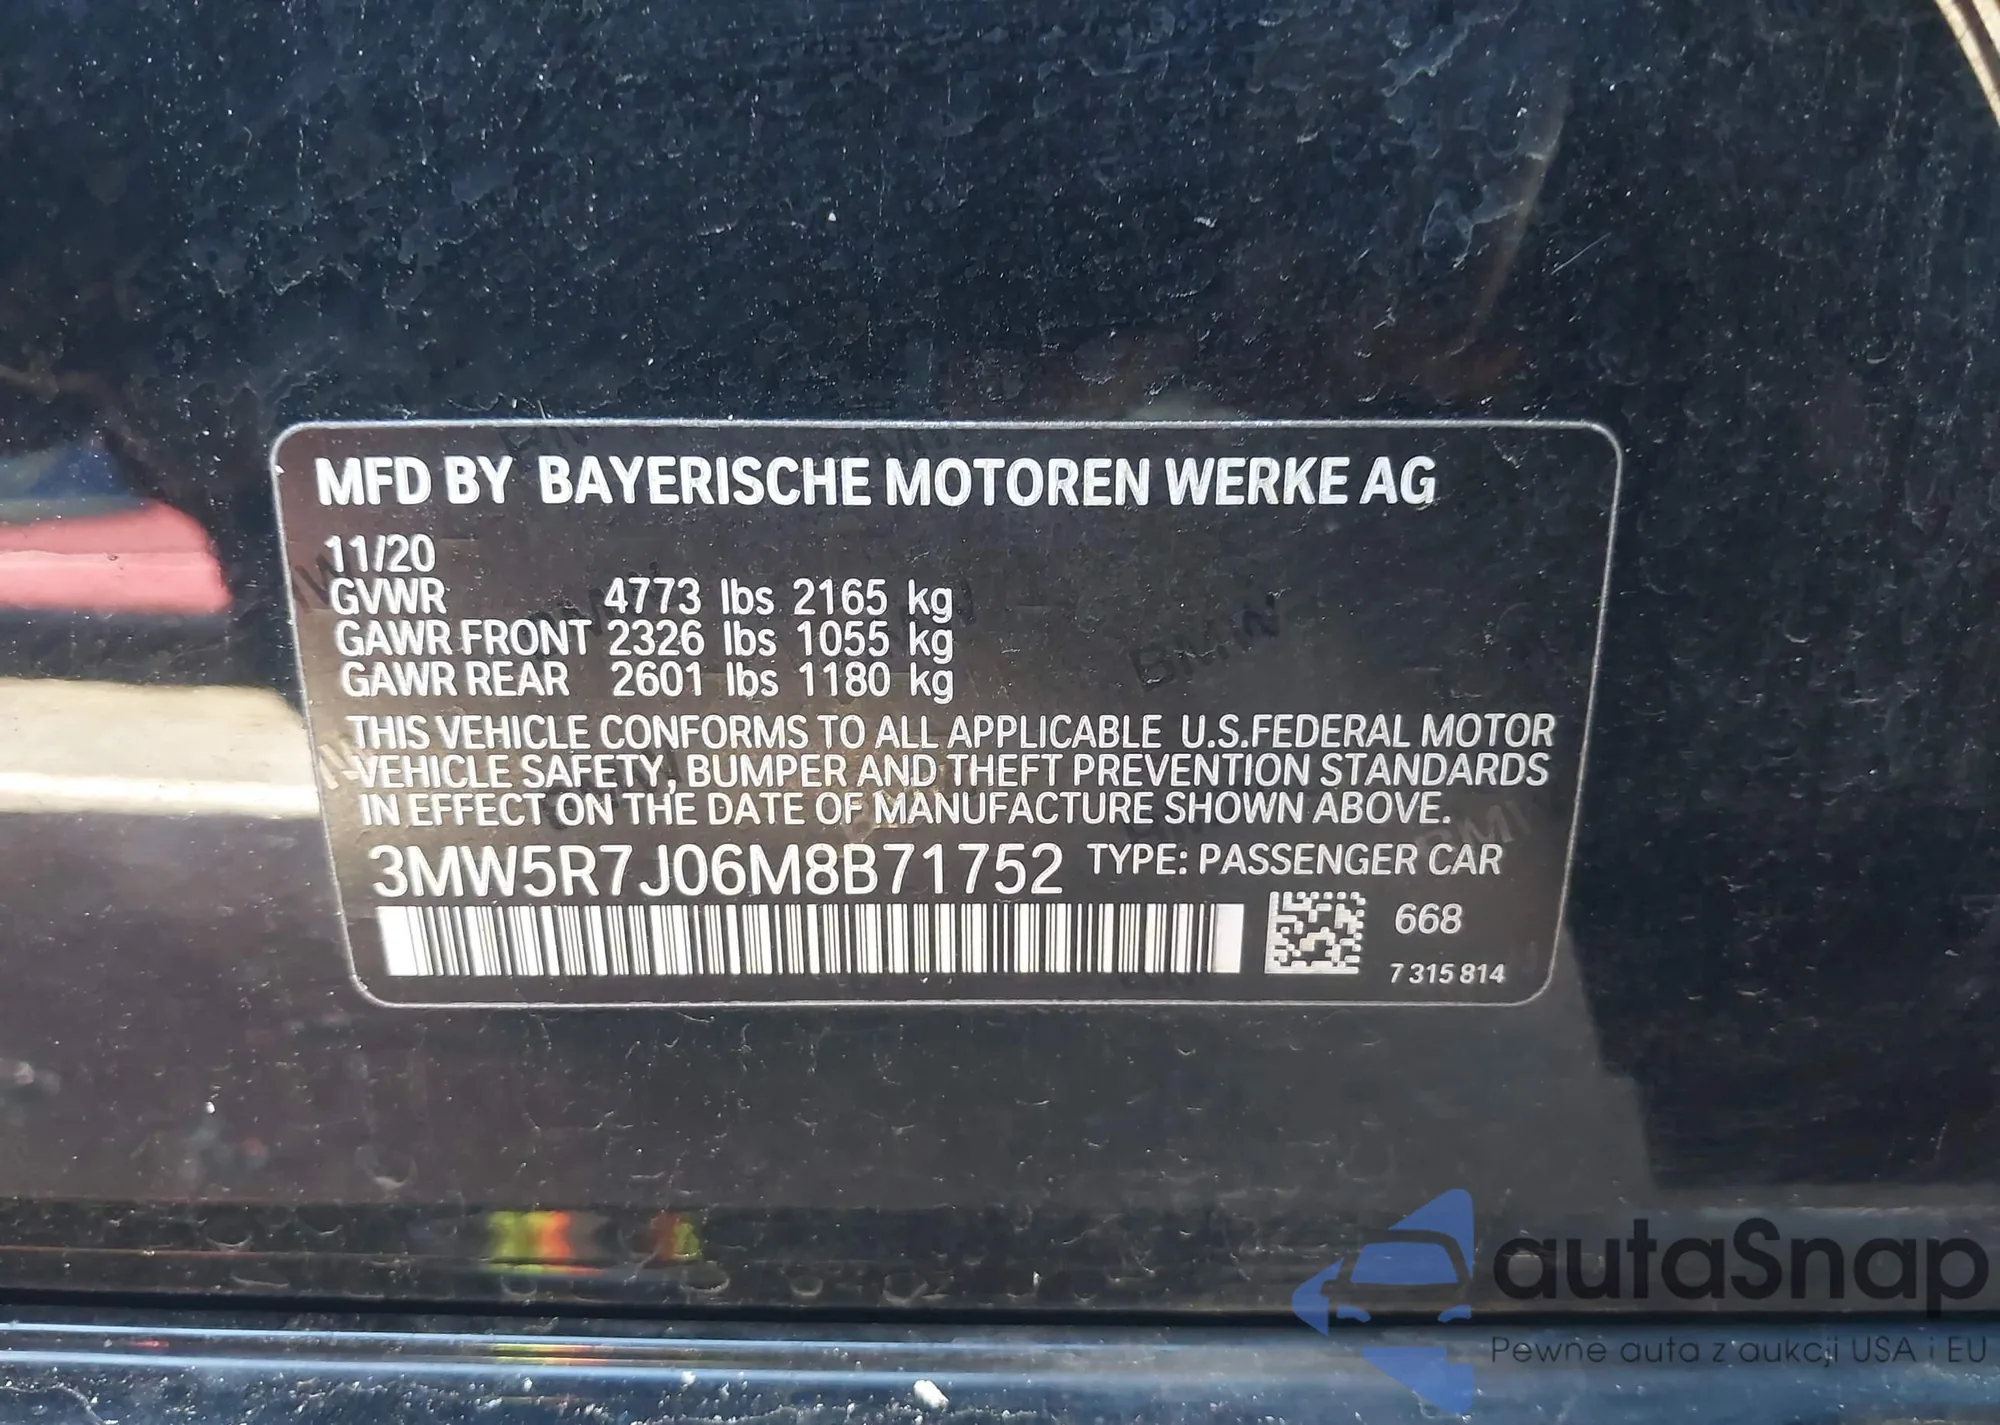 MFD BY BAYERISCHE MOTOREN WERKE AG
11/20
GVWR 4773 lbs 2165 kg
GAWR FRONT 2326 lbs 1055 kg
GAWR REAR 2601 lbs 1180 kg
THIS VEHICLE CONFORMS TO ALL APPLICABLE U.S.FEDERAL MOTOR
VEHICLE SAFETY, BUMPER AND THEFT PREVENTION STANDARDS
IN EFFECT ON THE DATE OF MANUFACTURE SHOWN ABOVE.
3MW5R7J06M8B71752 TYPE: PASSENGER CAR
668
7 315 814
autaSnap
Pewne auta z aukcji USA i EU